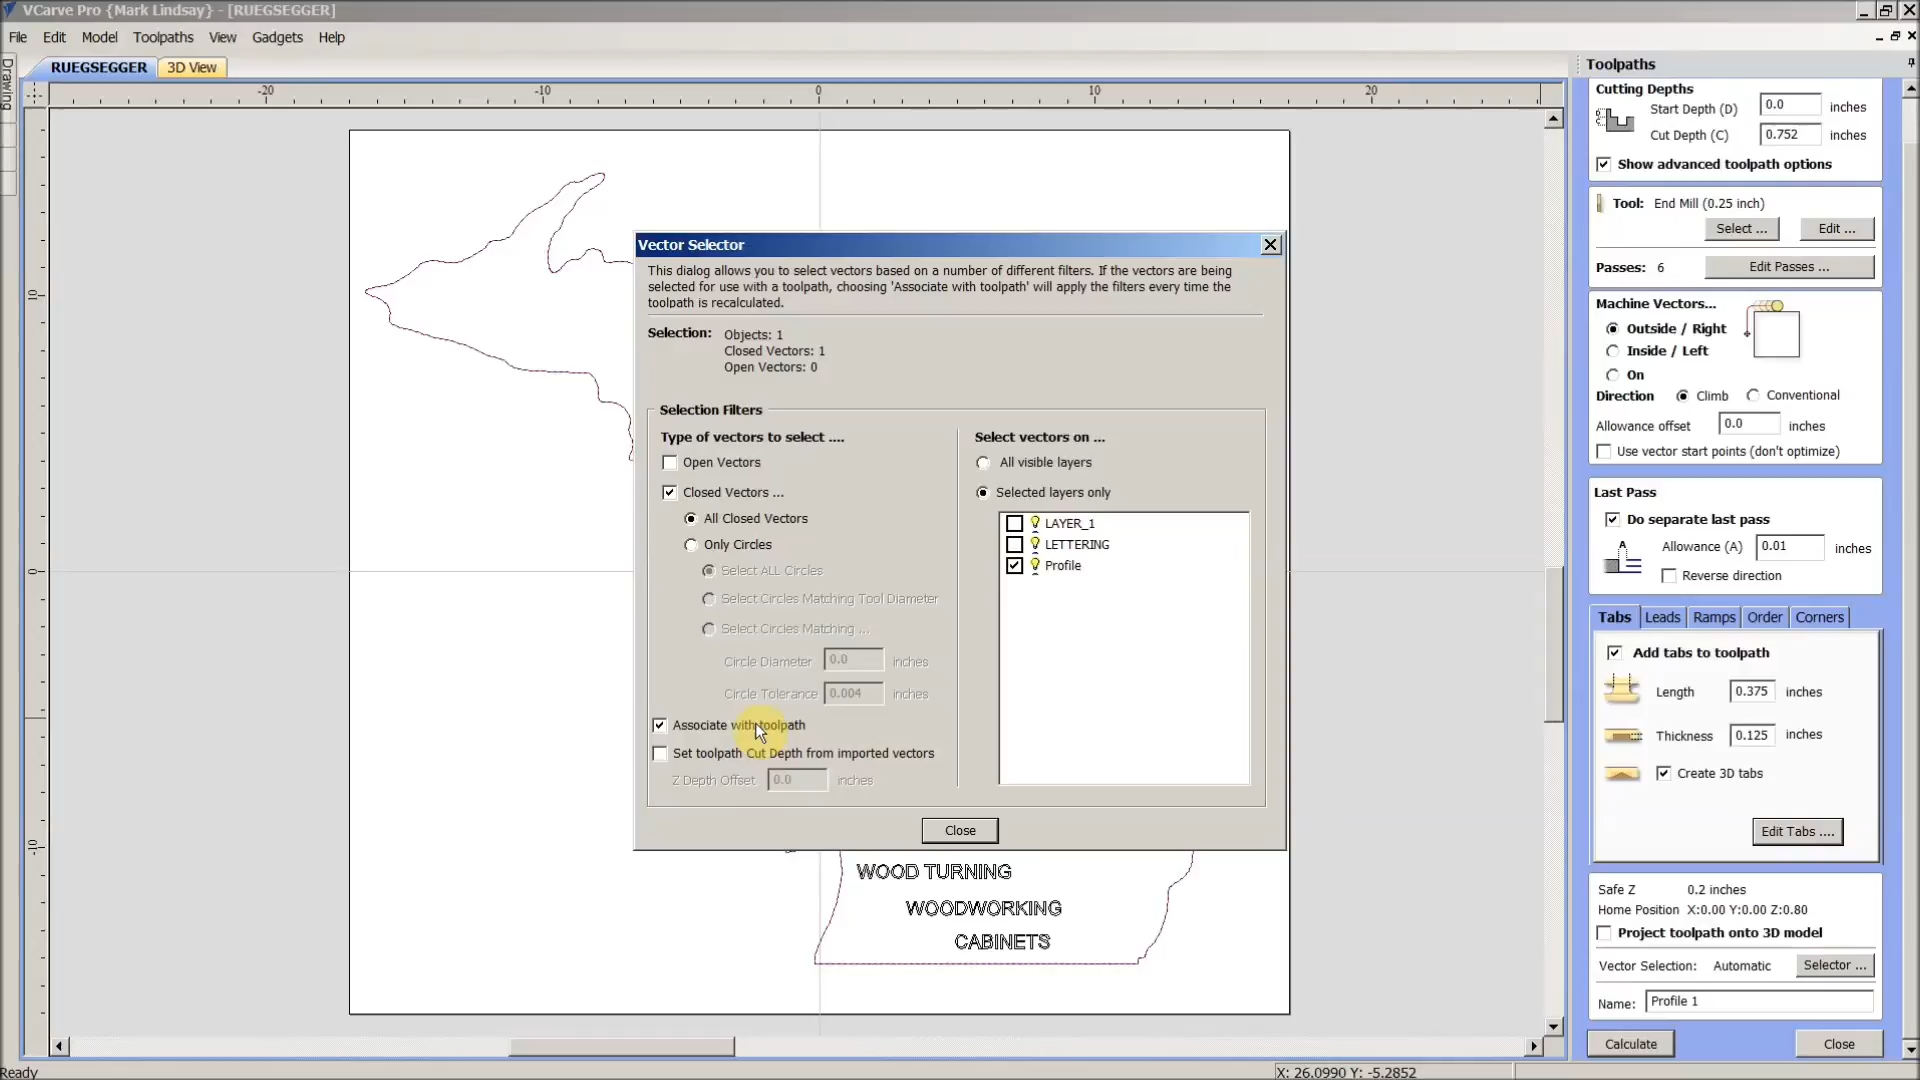 VCarve Pro {Mark Lindsay} - [RUEGSEGGER]
File Edit Model Toolpaths View Gadgets Help
RUEGSEGGER 3D View
Drawing
-20 -10 0 10 20
10
0
-10
Vector Selector
This dialog allows you to select vectors based on a number of different filters. If the vectors are being
selected for use with a toolpath, choosing 'Associate with toolpath' will apply the filters every time the
toolpath is recalculated.
Selection: Objects: 1
Closed Vectors: 1
Open Vectors: 0
Selection Filters
Type of vectors to select ....
Open Vectors
Closed Vectors ...
All Closed Vectors
Only Circles
Select ALL Circles
Select Circles Matching Tool Diameter
Select Circles Matching ...
Circle Diameter 0.0 inches
Circle Tolerance 0.004 inches
Associate with toolpath
Set toolpath Cut Depth from imported vectors
Z Depth Offset 0.0 inches
Select vectors on ...
All visible layers
Selected layers only
LAYER_1
LETTERING
Profile
Close
WOOD TURNING
WOODWORKING
CABINETS
Toolpaths
Cutting Depths
Start Depth (D) 0.0 inches
Cut Depth (C) 0.752 inches
Show advanced toolpath options
Tool: End Mill (0.25 inch)
Select ... Edit ...
Passes: 6 Edit Passes ...
Machine Vectors...
Outside / Right
Inside / Left
On
Direction Climb Conventional
Allowance offset 0.0 inches
Use vector start points (don't optimize)
Last Pass
Do separate last pass
A Allowance (A) 0.01 inches
Reverse direction
Tabs Leads Ramps Order Corners
Add tabs to toolpath
Length 0.375 inches
Thickness 0.125 inches
Create 3D tabs
Edit Tabs ....
Safe Z 0.2 inches
Home Position X:0.00 Y:0.00 Z:0.80
Project toolpath onto 3D model
Vector Selection: Automatic Selector ...
Name: Profile 1
Calculate Close
Ready X: 26.0990 Y: -5.2852